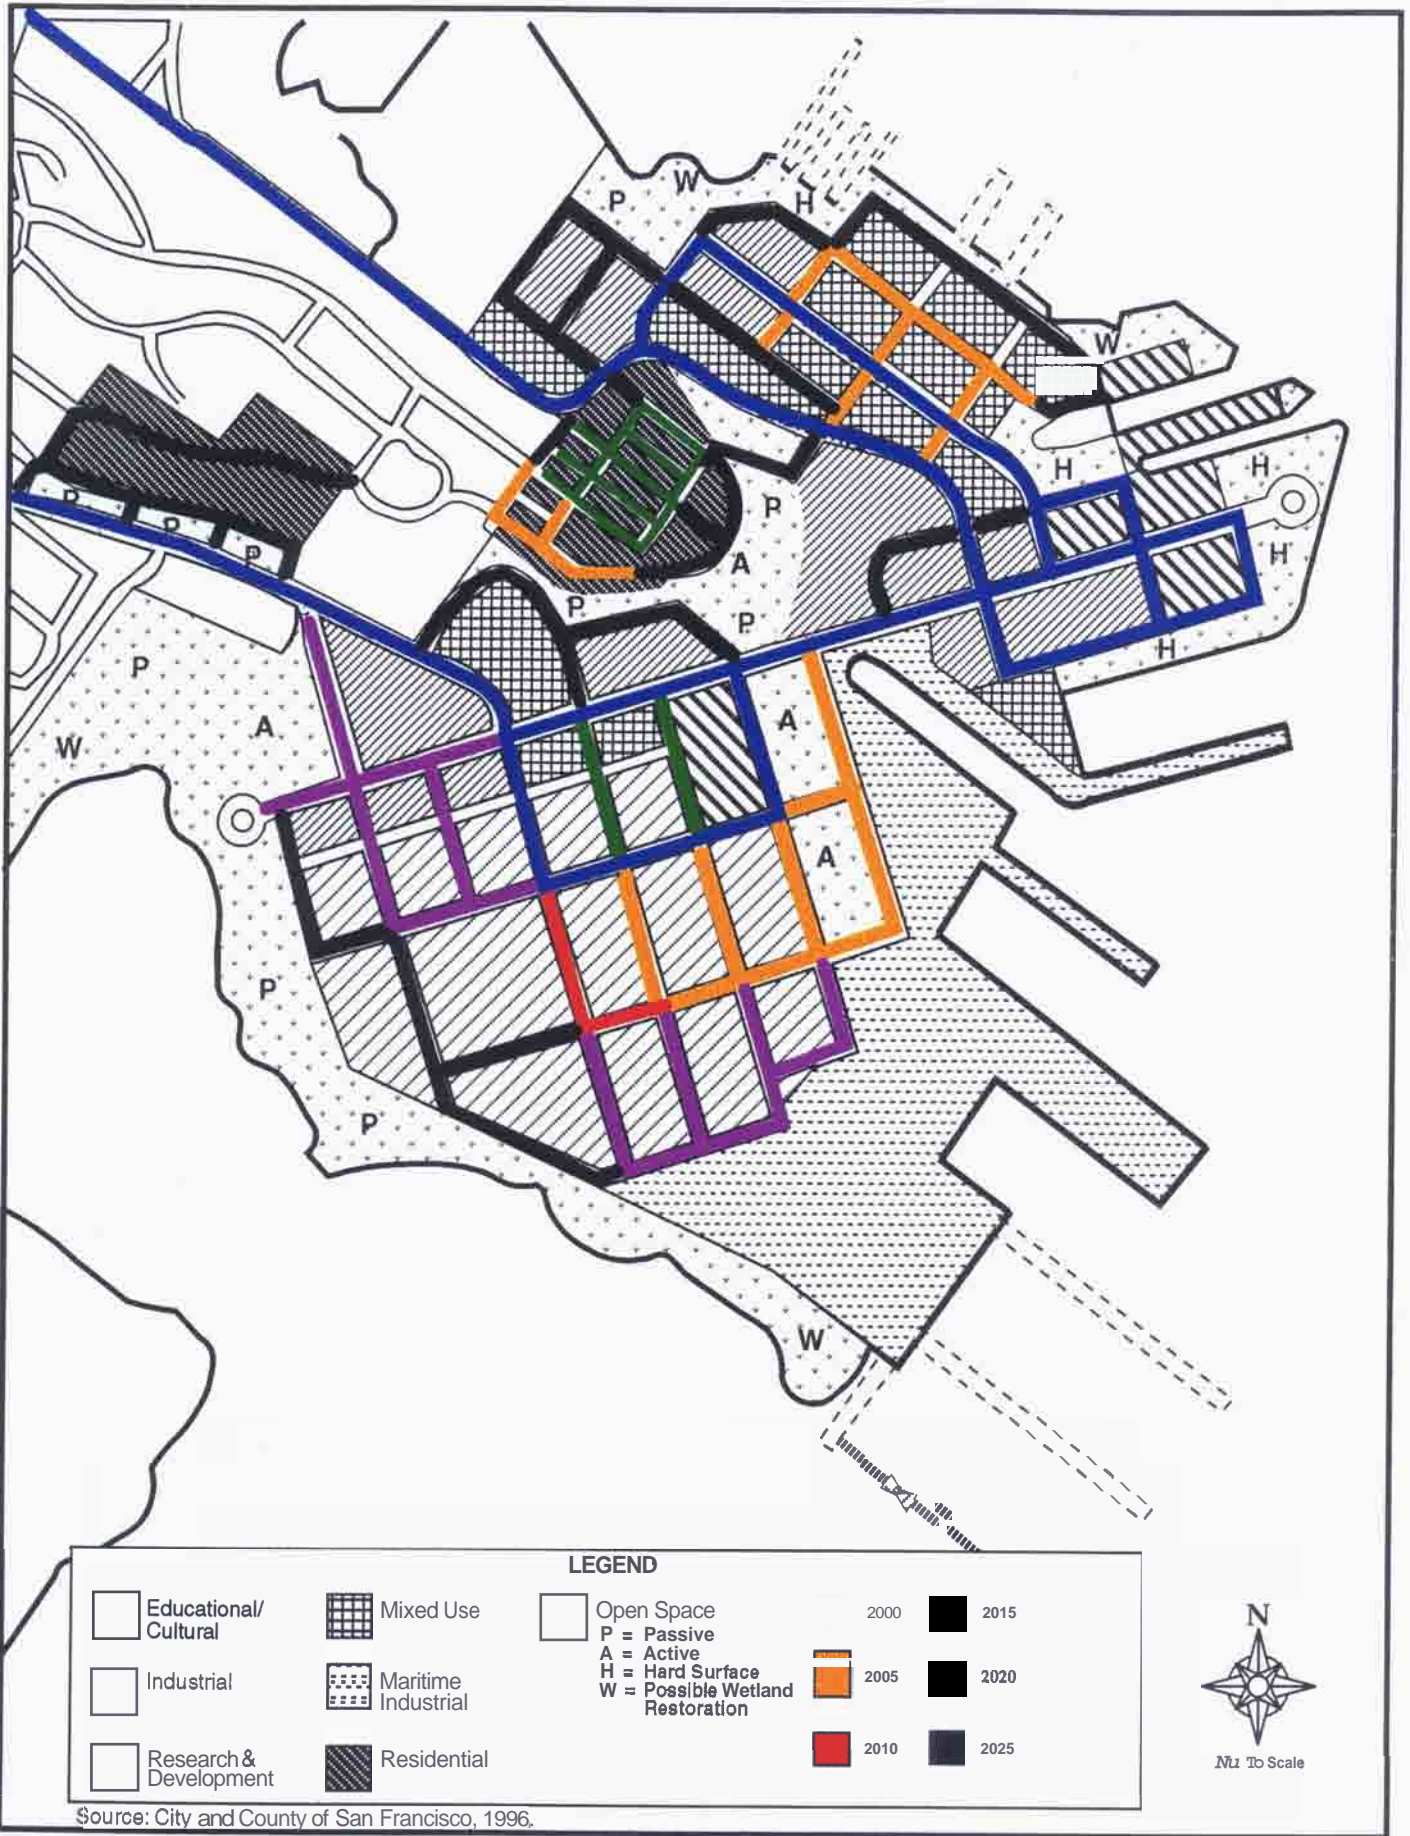 W
P
H
W
H
H
P
P
P
P
A
H
P
P
H
P
A
A
W
A
P
P
W
LEGEND
Educational/
Cultural
Mixed Use
Open Space
P = Passive
A = Active
H = Hard Surface
W = Possible Wetland
Restoration
2000
2015
Industrial
Maritime
Industrial
2005
2020
Research &
Development
Residential
2010
2025
N
Nu To Scale
Source: City and County of San Francisco, 1996.